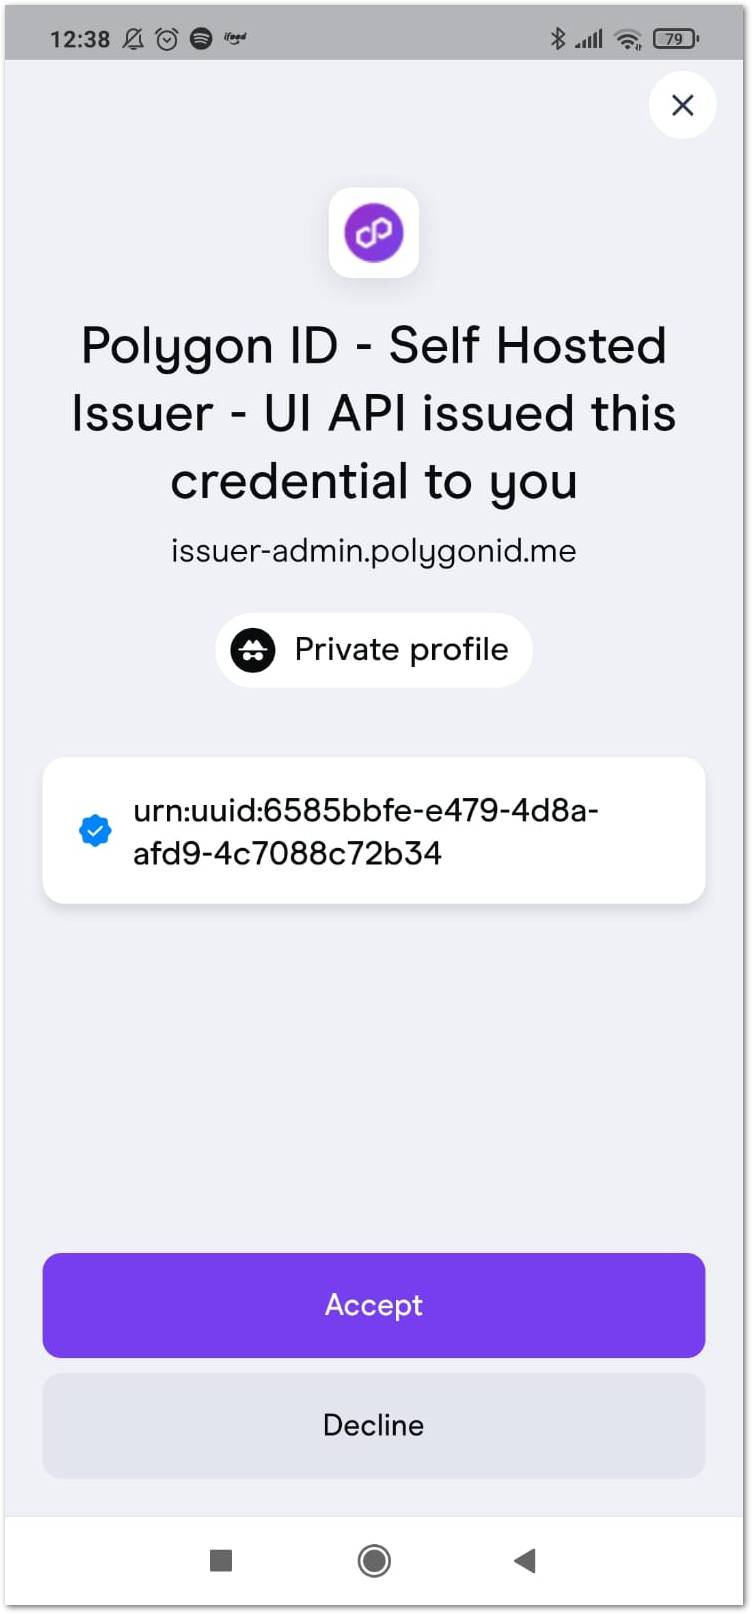 12:38
ifood
79
Polygon ID - Self Hosted
Issuer - UI API issued this
credential to you
issuer-admin.polygonid.me
Private profile
urn:uuid:6585bbfe-e479-4d8a-
afd9-4c7088c72b34
Accept
Decline